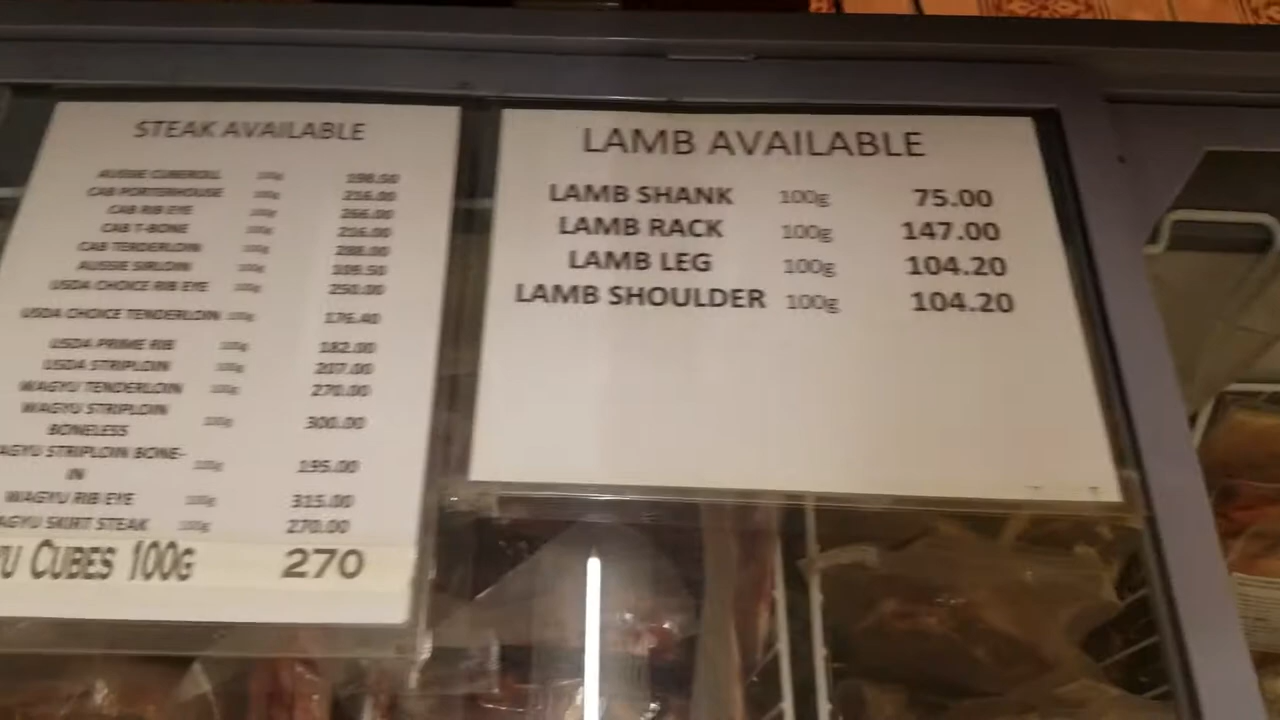 STEAK AVAILABLE
AUSSIE CUBEROLL 100g 198.00
CAB PORTERHOUSE 100g 216.00
CAB RIB EYE 100g 266.00
CAB T-BONE 100g 216.00
CAB TENDERLOIN 100g 288.00
AUSSIE SIRLOIN 100g
USDA CHOICE RIB EYE 100g 250.00
USDA CHOICE TENDERLOIN 100g 176.40
USDA PRIME RIB 100g 182.00
USDA STRIPLOIN 100g 207.00
WAGYU TENDERLOIN 100g 270.00
WAGYU STRIPLOIN
BONELESS 100g 300.00
AGYU STRIPLOIN BONE-
IN 100g 195.00
WAGYU RIB EYE 100g 315.00
AGYU SKIRT STEAK 100g 270.00
U CUBES 100G 270
LAMB AVAILABLE
LAMB SHANK 100g 75.00
LAMB RACK 100g 147.00
LAMB LEG 100g 104.20
LAMB SHOULDER 100g 104.20